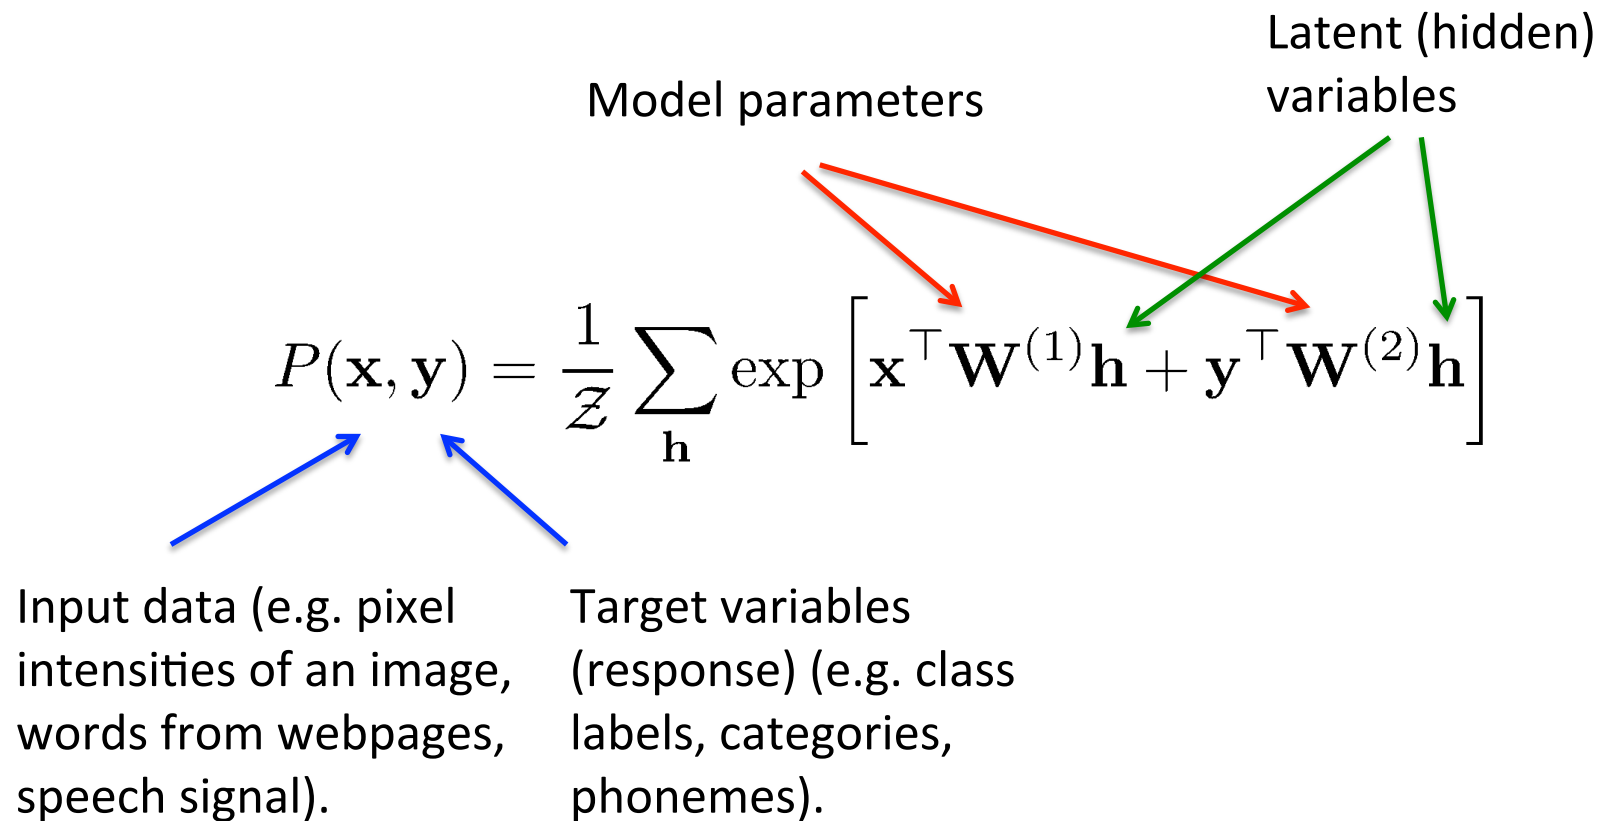 Latent (hidden)
variables
Model parameters
P(x, y) = 1/Z ∑_h exp [x^⊤ W^(1) h + y^⊤ W^(2) h]
Input data (e.g. pixel
intensities of an image,
words from webpages,
speech signal).
Target variables
(response) (e.g. class
labels, categories,
phonemes).